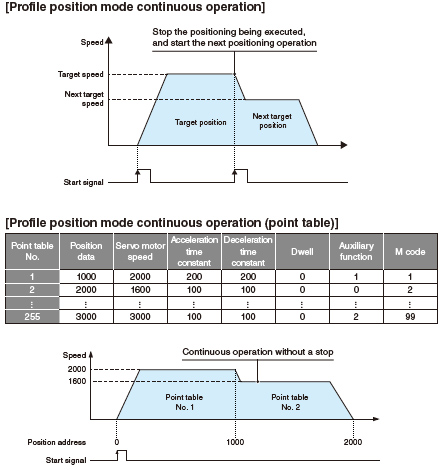 [Profile position mode continuous operation]
Stop the positioning being executed,
and start the next positioning operation
Speed
Target speed
Next target
speed
Target position
Next target
position
Start signal
[Profile position mode continuous operation (point table)]
Point table No. Position data Servo motor speed Acceleration time constant Deceleration time constant Dwell Auxiliary function M code
1 1000 2000 200 200 0 1 1
2 2000 1600 100 100 0 0 2
⋮ ⋮ ⋮ ⋮ ⋮ ⋮ ⋮ ⋮
255 3000 3000 100 100 0 2 99
Continuous operation without a stop
Speed
2000
1600
Point table
No. 1
Point table
No. 2
Position address 0 1000 2000
Start signal